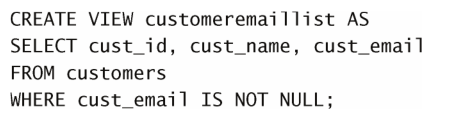 CREATE VIEW customeremaillist AS
SELECT cust_id, cust_name, cust_email
FROM customers
WHERE cust_email IS NOT NULL;